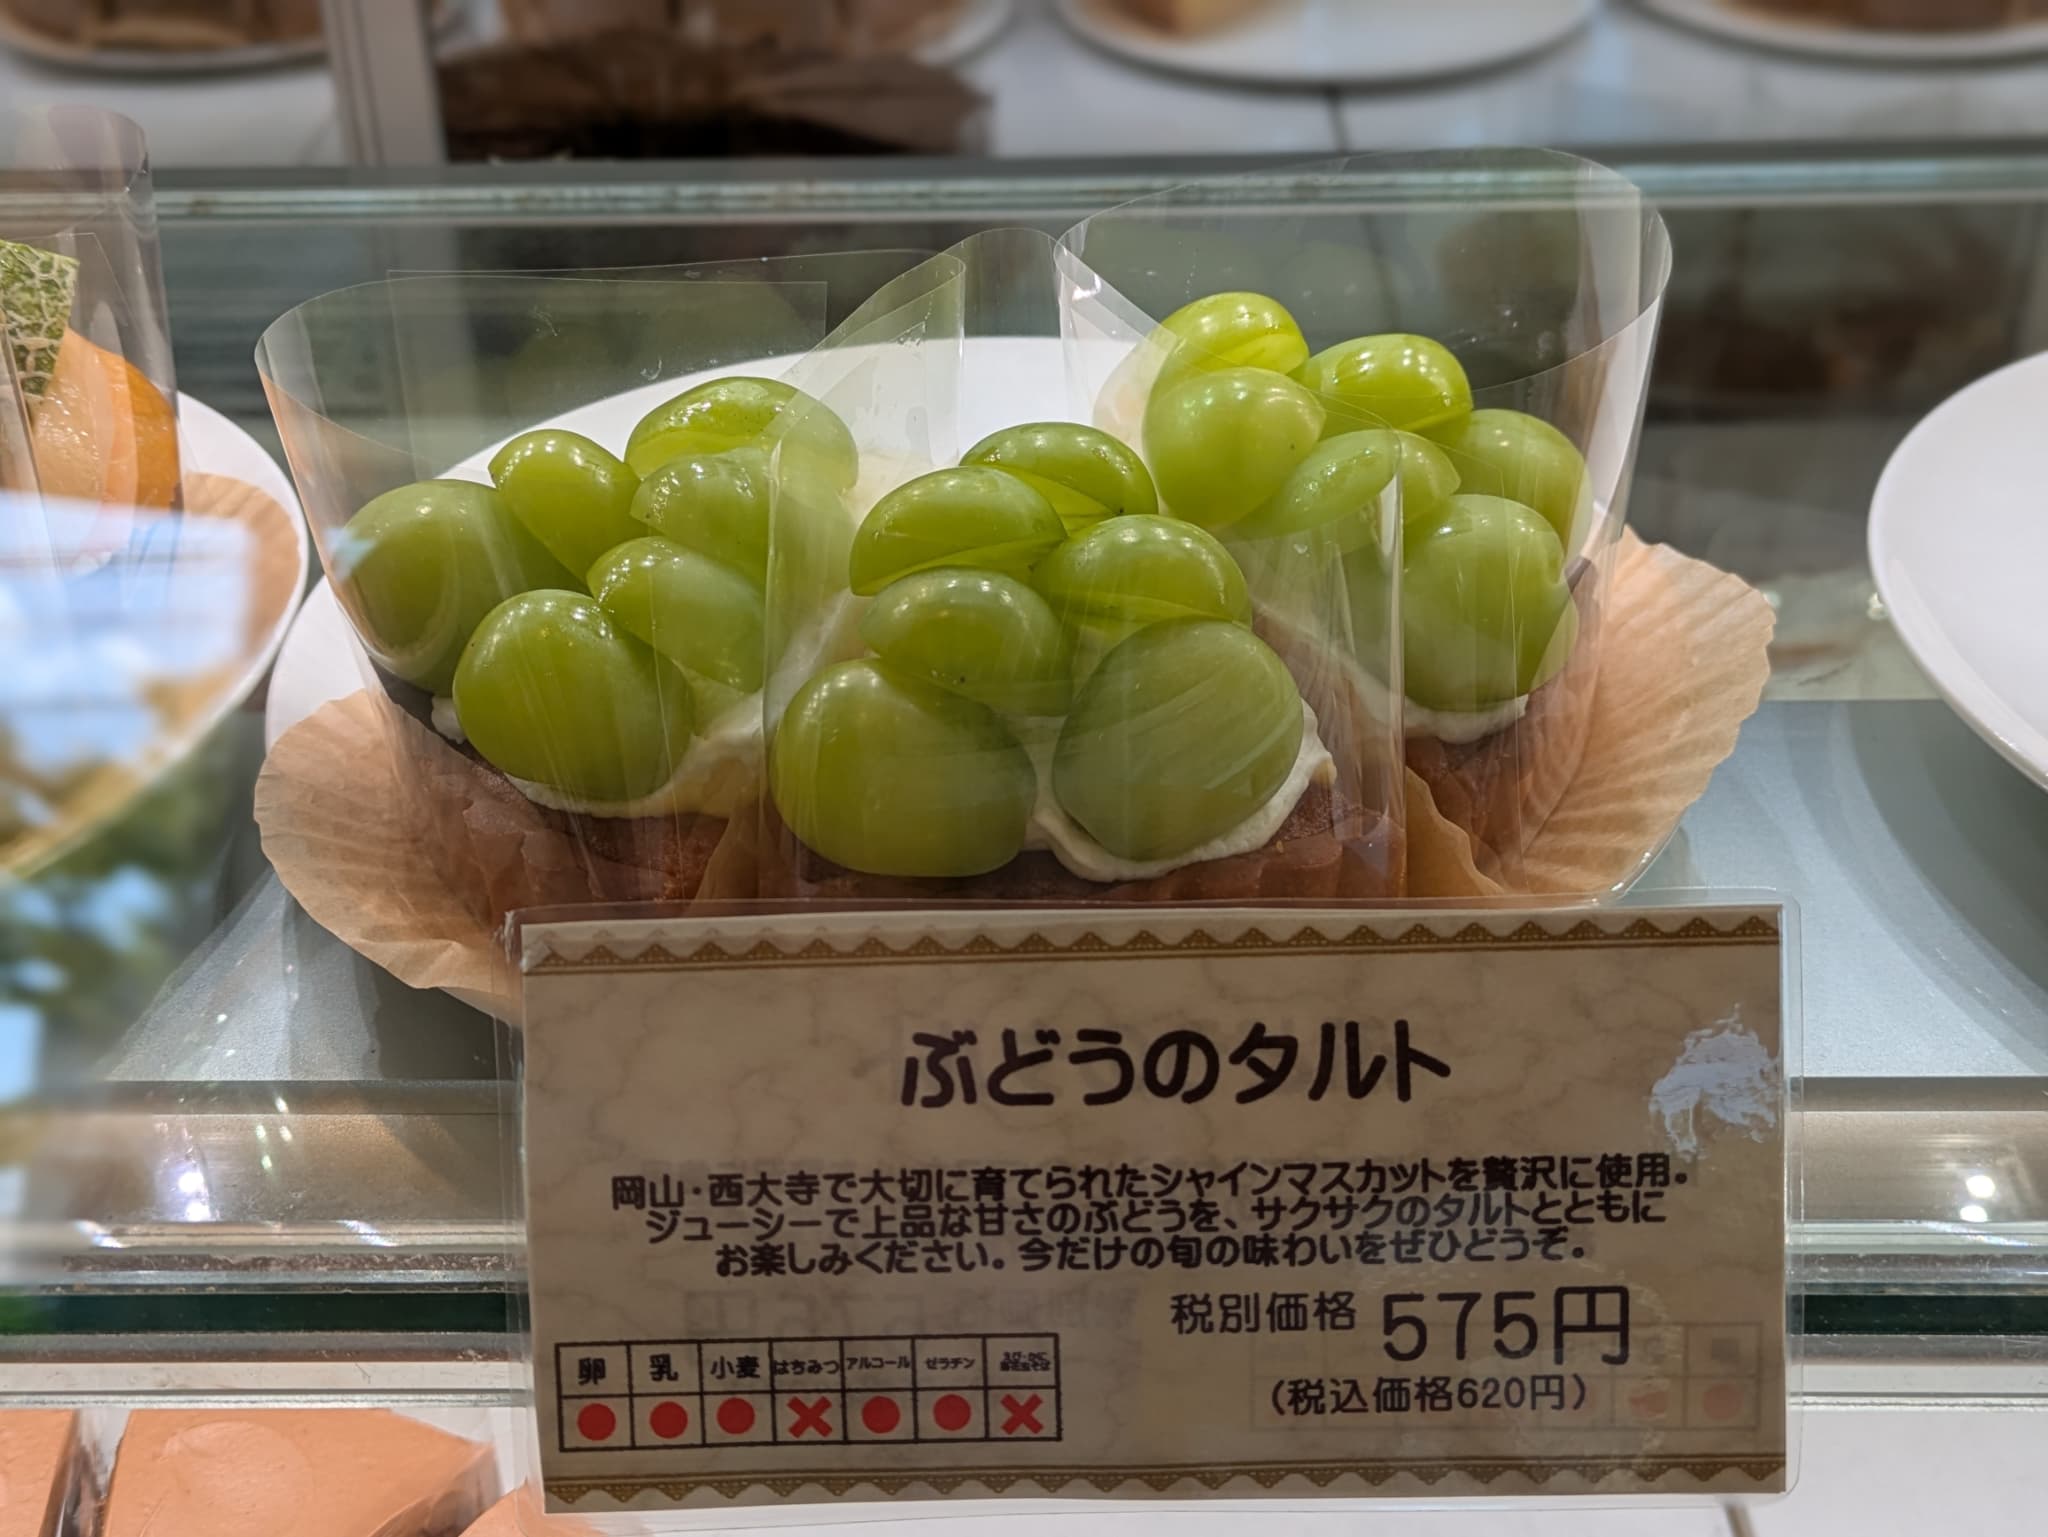 ぶどうのタルト
岡山・西大寺で大切に育てられたシャインマスカットを贅沢に使用。
ジューシーで上品な甘さのぶどうを、サクサクのタルトとともに
お楽しみください。今だけの旬の味わいをぜひどうぞ。
税別価格 575円
(税込価格620円)
卵 乳 小麦 はちみつ アルコール ゼラチン